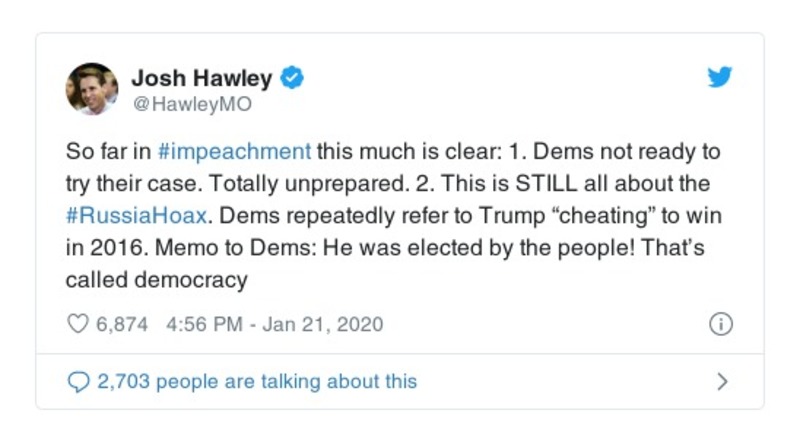 Josh Hawley
@HawleyMO
So far in #impeachment this much is clear: 1. Dems not ready to
try their case. Totally unprepared. 2. This is STILL all about the
#RussiaHoax. Dems repeatedly refer to Trump “cheating” to win
in 2016. Memo to Dems: He was elected by the people! That’s
called democracy
6,874 4:56 PM - Jan 21, 2020
2,703 people are talking about this